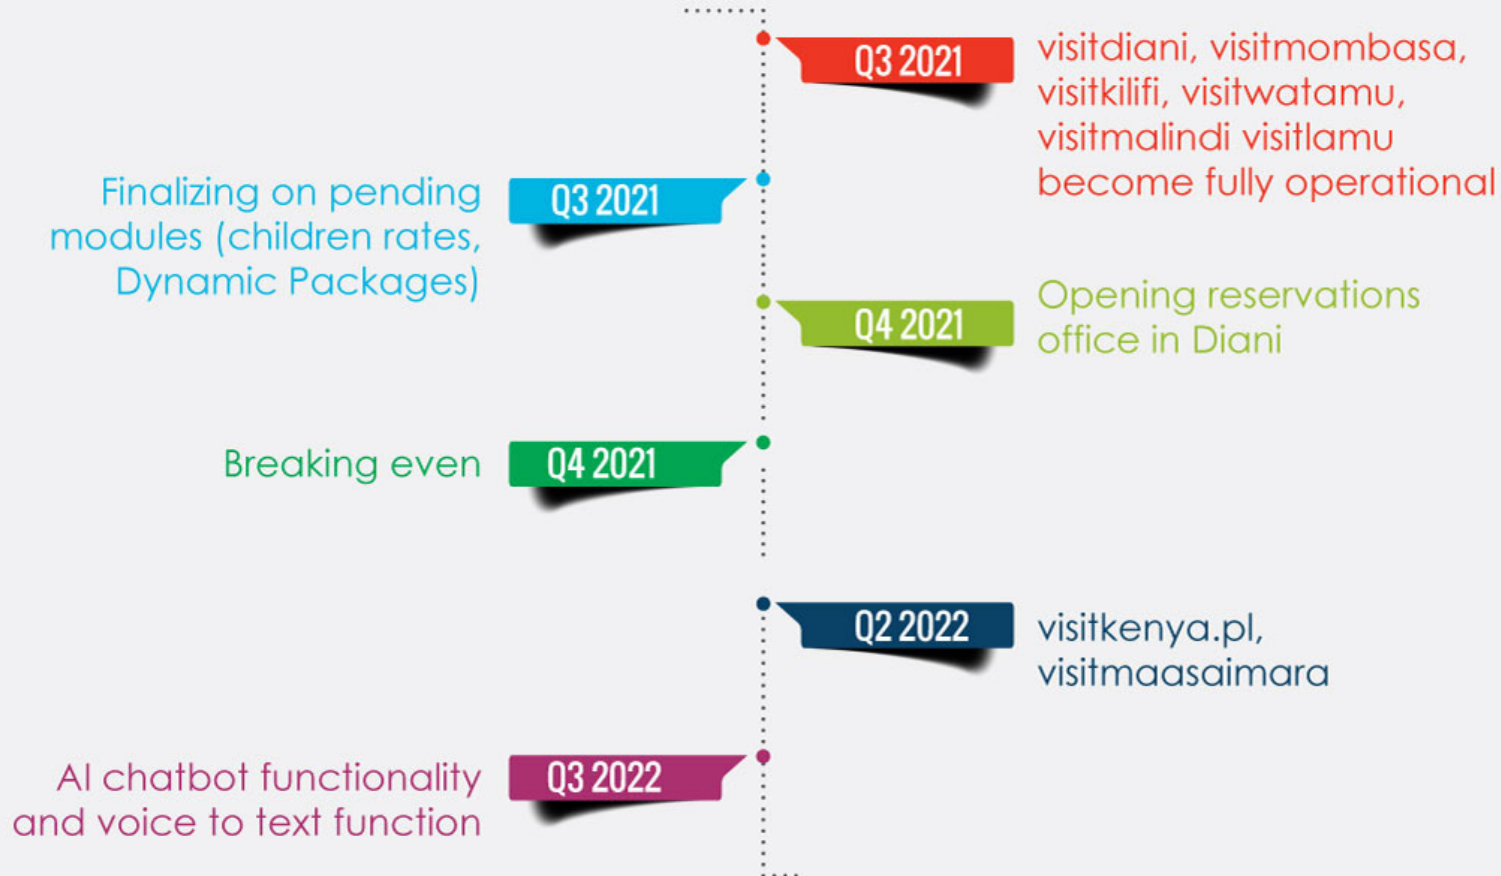 Q3 2021
visitdiani, visitmombasa,
visitkilifi, visitwatamu,
visitmalindi visitlamu
become fully operational
Finalizing on pending
modules (children rates,
Dynamic Packages)
Q3 2021
Q4 2021
Opening reservations
office in Diani
Breaking even
Q4 2021
Q2 2022
visitkenya.pl,
visitmaasaimara
AI chatbot functionality
and voice to text function
Q3 2022